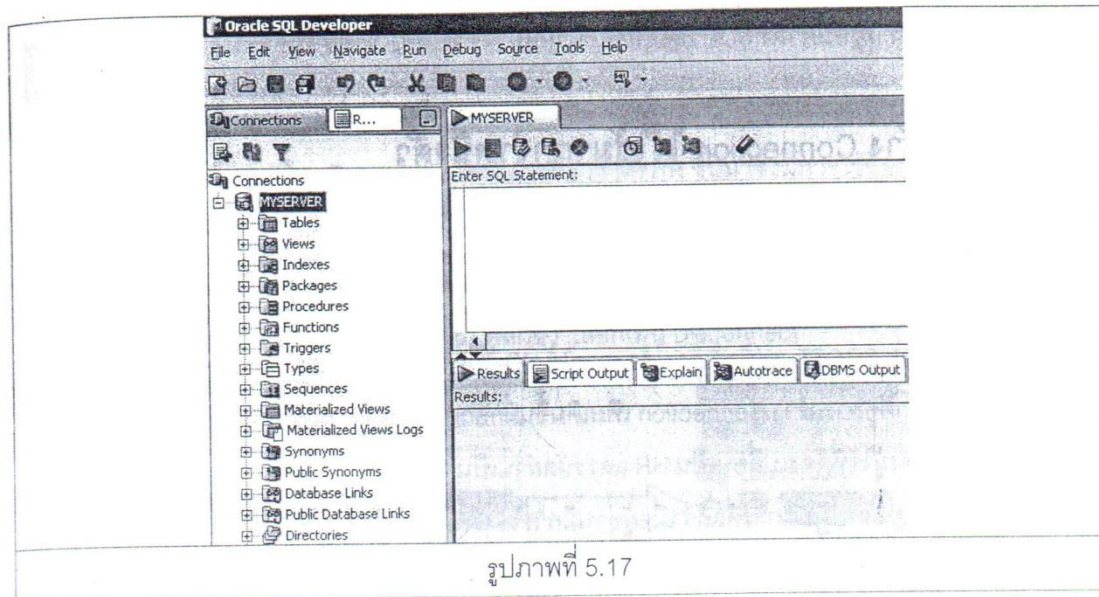 Oracle SQL Developer
File Edit View Navigate Run Debug Source Tools Help
Connections R... MYSERVER
Enter SQL Statement:
Connections
MYSERVER
Tables
Views
Indexes
Packages
Procedures
Functions
Triggers
Types
Sequences
Materialized Views
Materialized Views Logs
Synonyms
Public Synonyms
Database Links
Public Database Links
Directories
Results Script Output Explain Autotrace DBMS Output
Results:
รูปภาพที่ 5.17